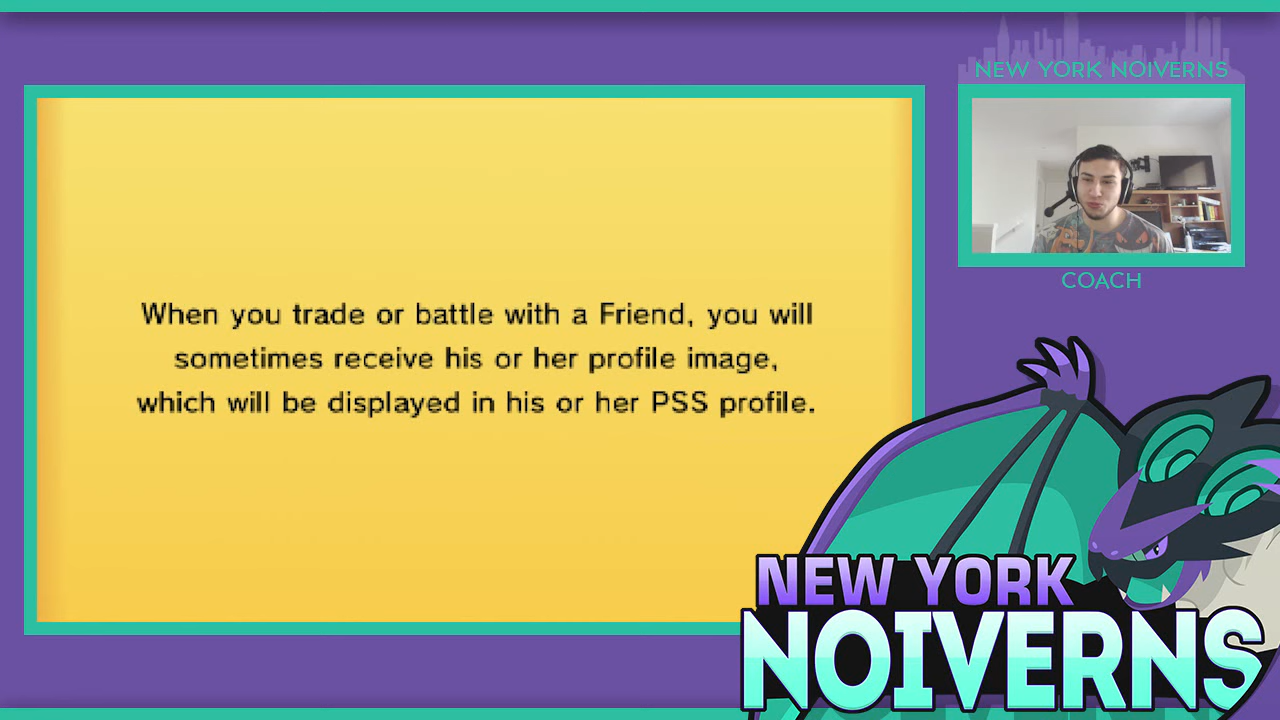 NEW YORK NOIVERNS
When you trade or battle with a Friend, you will
sometimes receive his or her profile image,
which will be displayed in his or her PSS profile.
COACH
NEW YORK
NOIVERNS